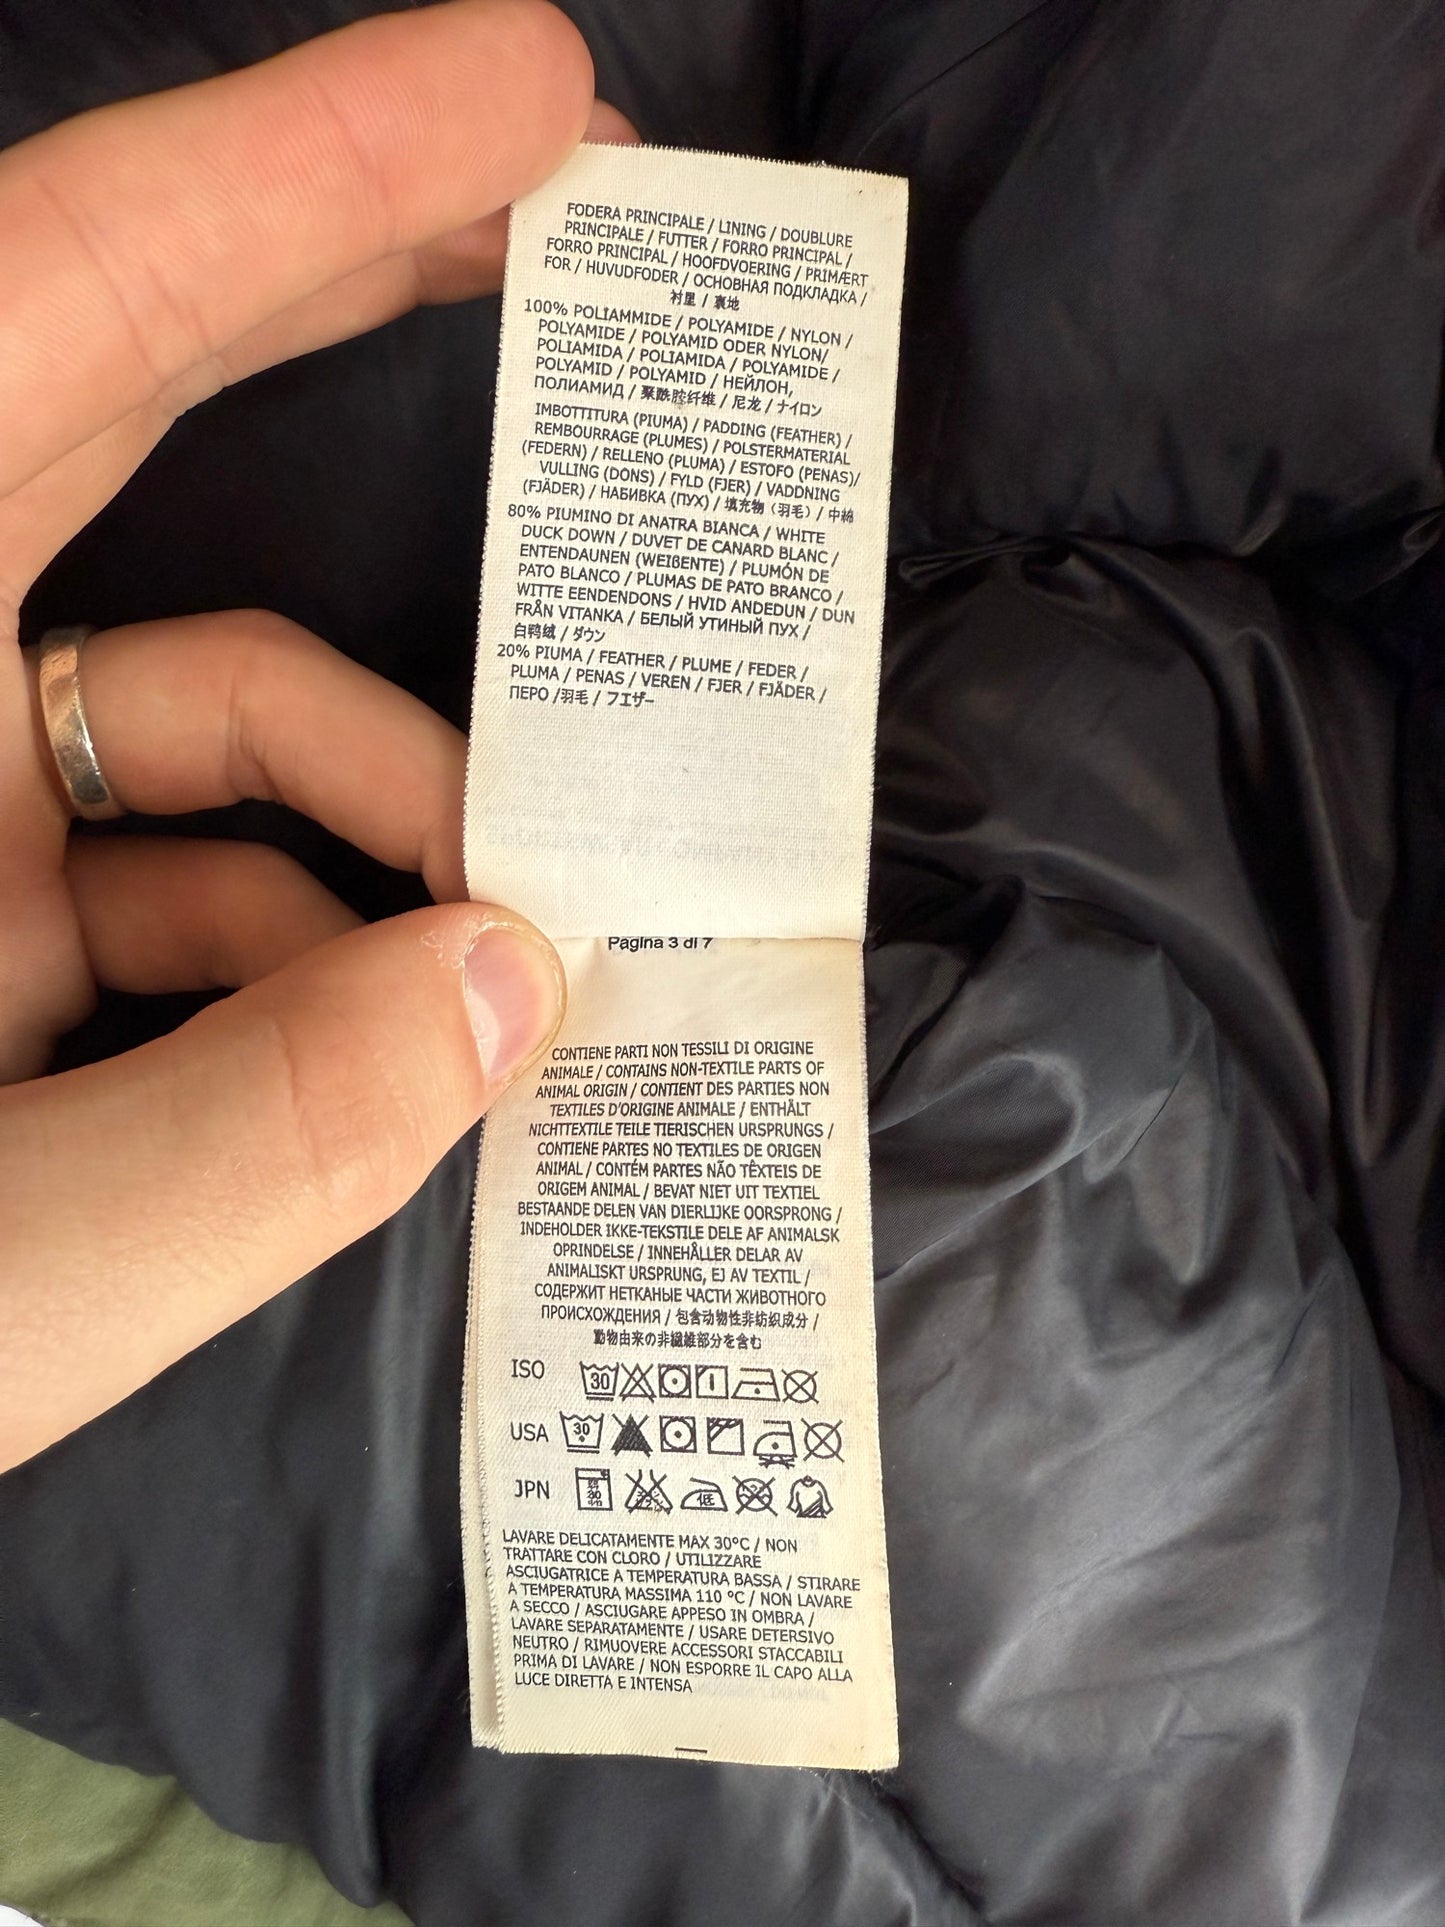 FODERA PRINCIPALE / LINING / DOUBLURE
PRINCIPALE / FUTTER / FORRO PRINCIPAL /
FORRO PRINCIPAL / HOOFDVOERING / PRIMÆRT
FOR / HUVUDFODER / ОСНОВНАЯ ПОДКЛАДКА /
衬里 / 裏地
100% POLIAMMIDE / POLYAMIDE / NYLON /
POLYAMIDE / POLYAMID ODER NYLON/
POLIAMIDA / POLIAMIDA / POLYAMIDE /
POLYAMID / POLYAMID / НЕЙЛОН,
ПОЛИАМИД / 聚酰胺纤维 / 尼龙 / ナイロン
IMBOTTITURA (PIUMA) / PADDING (FEATHER) /
REMBOURRAGE (PLUMES) / POLSTERMATERIAL
(FEDERN) / RELLENO (PLUMA) / ESTOFO (PENAS)/
VULLING (DONS) / FYLD (FJER) / VADDNING
(FJÄDER) / НАБИВКА (ПУХ) / 填充物（羽毛）/ 中綿
80% PIUMINO DI ANATRA BIANCA / WHITE
DUCK DOWN / DUVET DE CANARD BLANC /
ENTENDAUNEN (WEIßENTE) / PLUMÓN DE
PATO BLANCO / PLUMAS DE PATO BRANCO /
WITTE EENDENDONS / HVID ANDEDUN / DUN
FRÅN VITANKA / БЕЛЫЙ УТИНЫЙ ПУХ /
白鸭绒 / ダウン
20% PIUMA / FEATHER / PLUME / FEDER /
PLUMA / PENAS / VEREN / FJER / FJÄDER /
ПЕРО /羽毛 / フエザー
Pagina 3 di 7
CONTIENE PARTI NON TESSILI DI ORIGINE
ANIMALE / CONTAINS NON-TEXTILE PARTS OF
ANIMAL ORIGIN / CONTIENT DES PARTIES NON
TEXTILES D'ORIGINE ANIMALE / ENTHÄLT
NICHTTEXTILE TEILE TIERISCHEN URSPRUNGS /
CONTIENE PARTES NO TEXTILES DE ORIGEN
ANIMAL / CONTÉM PARTES NÃO TÊXTEIS DE
ORIGEM ANIMAL / BEVAT NIET UIT TEXTIEL
BESTAANDE DELEN VAN DIERLIJKE OORSPRONG /
INDEHOLDER IKKE-TEKSTILE DELE AF ANIMALSK
OPRINDELSE / INNEHÅLLER DELAR AV
ANIMALISKT URSPRUNG, EJ AV TEXTIL /
СОДЕРЖИТ НЕТКАНЫЕ ЧАСТИ ЖИВОТНОГО
ПРОИСХОЖДЕНИЯ / 包含动物性非纺织成分 /
動物由来の非繊維部分を含む
ISO 30
USA 30
JPN 30 低
LAVARE DELICATAMENTE MAX 30°C / NON
TRATTARE CON CLORO / UTILIZZARE
ASCIUGATRICE A TEMPERATURA BASSA / STIRARE
A TEMPERATURA MASSIMA 110 °C / NON LAVARE
A SECCO / ASCIUGARE APPESO IN OMBRA /
LAVARE SEPARATAMENTE / USARE DETERSIVO
NEUTRO / RIMUOVERE ACCESSORI STACCABILI
PRIMA DI LAVARE / NON ESPORRE IL CAPO ALLA
LUCE DIRETTA E INTENSA